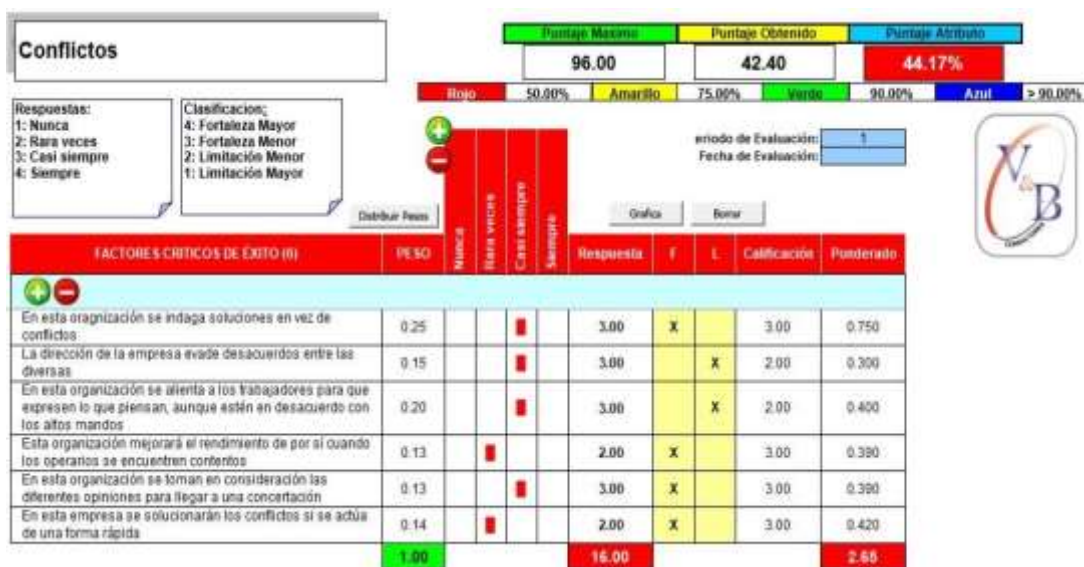 Conflictos
Puntaje Maximo Puntaje Obtenido Puntaje Atributo
96.00 42.40 44.17%
Rojo 50.00% Amarillo 75.00% Verde 90.00% Azul > 90.00%
Respuestas:
1: Nunca
2: Rara veces
3: Casi siempre
4: Siempre
Clasificacion:
4: Fortaleza Mayor
3: Fortaleza Menor
2: Limitación Menor
1: Limitación Mayor
eriodo de Evaluación: 1
Fecha de Evaluación:
V&B
Distribuir Pesos
Grafica Borrar
FACTORES CRITICOS DE ÉXITO (6) PESO Nunca Rara veces Casi siempre Siempre Respuesta F L Calificación Ponderado
En esta oragnización se indaga soluciones en vez de
conflictos
0.25 3.00 X 3.00 0.750
La dirección de la empresa evade desacuerdos entre las
diversas
0.15 3.00 X 2.00 0.300
En esta organización se alienta a los trabajadores para que
expresen lo que piensan, aunque estén en desacuerdo con
los altos mandos
0.20 3.00 X 2.00 0.400
Esta organización mejorará el rendimiento de por sí cuando
los operarios se encuentren contentos
0.13 2.00 X 3.00 0.390
En esta organización se toman en consideración las
diferentes opiniones para llegar a una concertación
0.13 3.00 X 3.00 0.390
En esta empresa se solucionarán los conflictos si se actúa
de una forma rápida
0.14 2.00 X 3.00 0.420
1.00 16.00 2.65